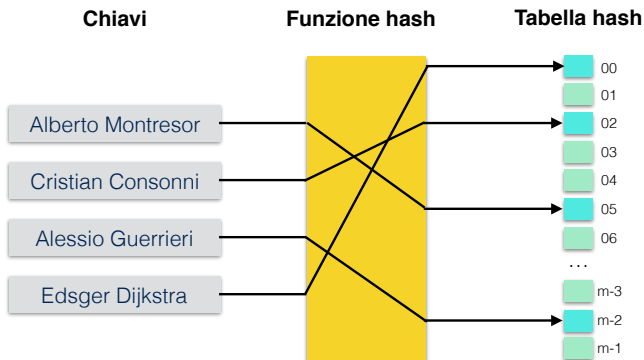 Chiavi
Funzione hash
Tabella hash
Alberto Montresor
Cristian Consonni
Alessio Guerrieri
Edsger Dijkstra
00
01
02
03
04
05
06
...
m-3
m-2
m-1